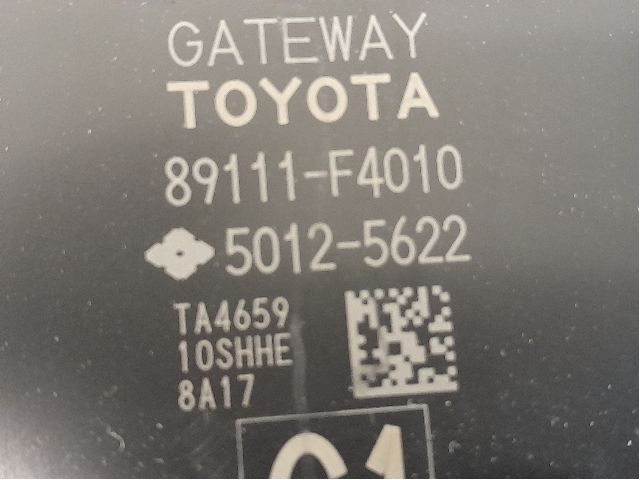 GATEWAY
TOYOTA
89111-F4010
5012-5622
TA4659
10SHHE
8A17